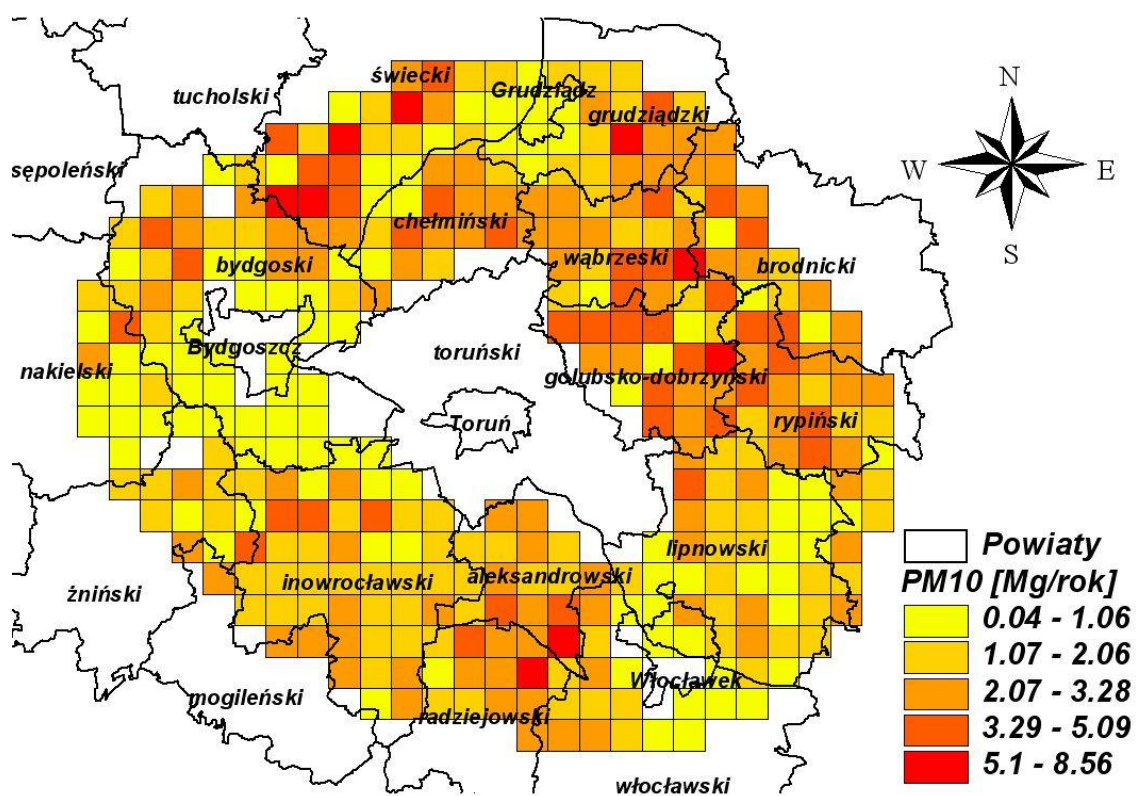 świecki
tucholski
Grudziądz
grudziądzki
N
W
E
S
sępoleński
chełmiński
bydgoski
wąbrzeski
brodnicki
Bydgoszcz
toruński
nakielski
golubsko-dobrzyński
Toruń
rypiński
lipnowski
inowrocławski
aleksandrowski
żniński
Włocławek
mogileński
radziejowski
włocławski
Powiaty
PM10 [Mg/rok]
0.04 - 1.06
1.07 - 2.06
2.07 - 3.28
3.29 - 5.09
5.1 - 8.56